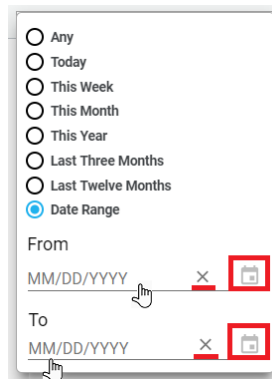 Any
Today
This Week
This Month
This Year
Last Three Months
Last Twelve Months
Date Range
From
MM/DD/YYYY
To
MM/DD/YYYY